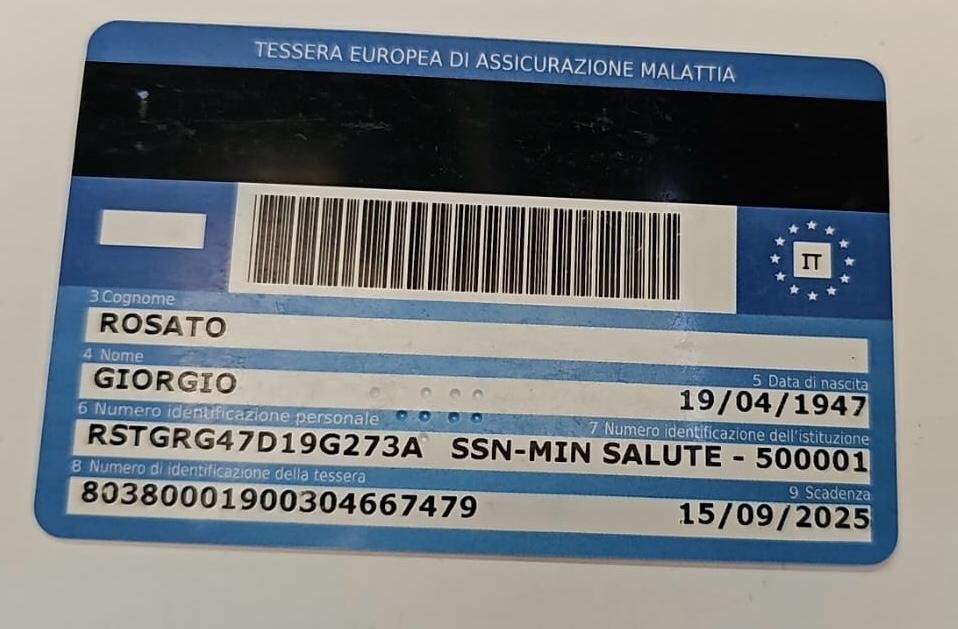 TESSERA EUROPEA DI ASSICURAZIONE MALATTIA
IT
3 Cognome
ROSATO
4 Nome
GIORGIO
5 Data di nascita
19/04/1947
6 Numero identificazione personale
7 Numero identificazione dell'istituzione
RSTGRG47D19G273A SSN-MIN SALUTE - 500001
8 Numero di identificazione della tessera
9 Scadenza
80380001900304667479
15/09/2025